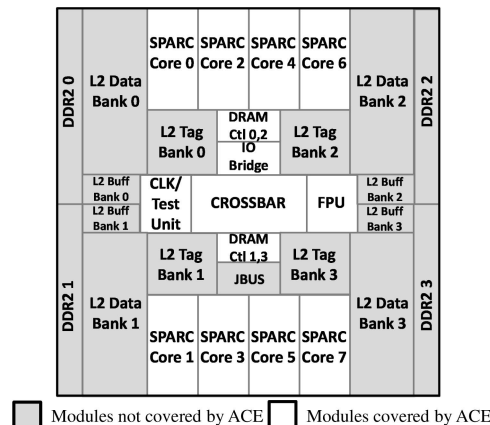 DDR2 0
L2 Data
Bank 0
SPARC
Core 0
SPARC
Core 2
SPARC
Core 4
SPARC
Core 6
L2 Data
Bank 2
DDR2 2
L2 Tag
Bank 0
DRAM
Ctl 0,2
IO
Bridge
L2 Tag
Bank 2
L2 Buff
Bank 0
L2 Buff
Bank 1
CLK/
Test
Unit
CROSSBAR
FPU
L2 Buff
Bank 2
L2 Buff
Bank 3
DDR2 1
L2 Data
Bank 1
L2 Tag
Bank 1
DRAM
Ctl 1,3
JBUS
L2 Tag
Bank 3
L2 Data
Bank 3
DDR2 3
SPARC
Core 1
SPARC
Core 3
SPARC
Core 5
SPARC
Core 7
Modules not covered by ACE
Modules covered by ACE